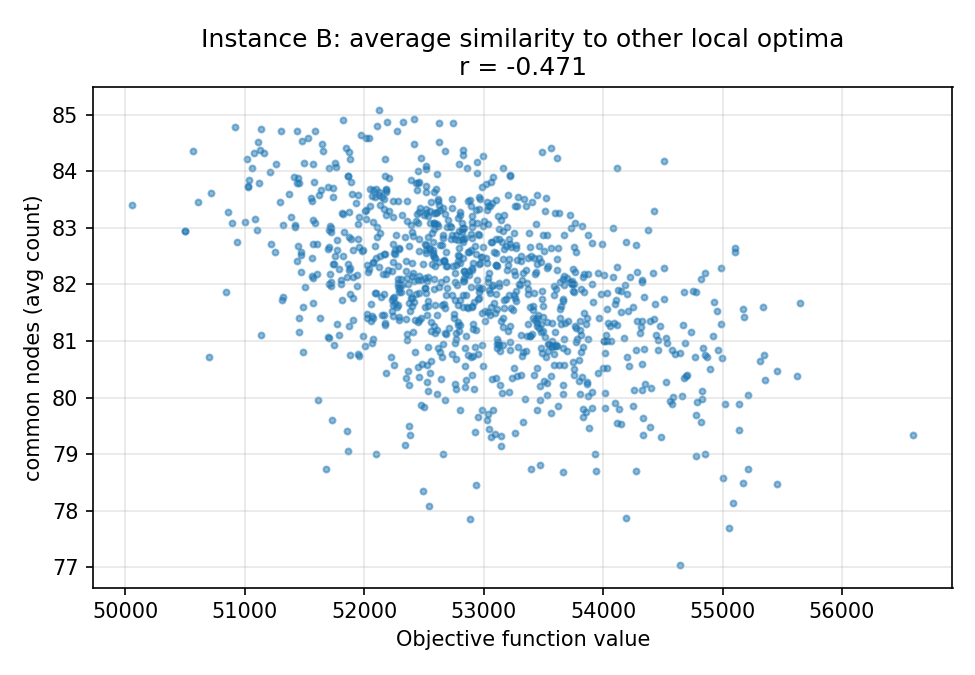 Instance B: average similarity to other local optima
r = -0.471
common nodes (avg count)
85
84
83
82
81
80
79
78
77
50000 51000 52000 53000 54000 55000 56000
Objective function value